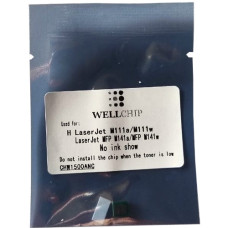 WELLCHIP
Used for:
H LaserJet M111a/M111w
LaserJet MFP M141a/MFP M141w
No ink show
Do not install the chip when the toner is low
CHW1500ANC